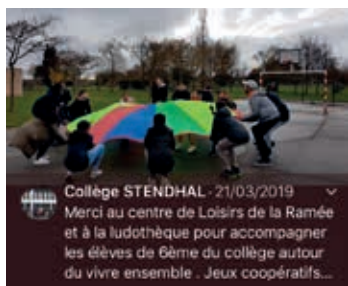 Collège STENDHAL - 21/03/2019
Merci au centre de Loisirs de la Ramée
et à la ludothèque pour accompagner
les élèves de 6ème du collège autour
du vivre ensemble . Jeux coopératifs...